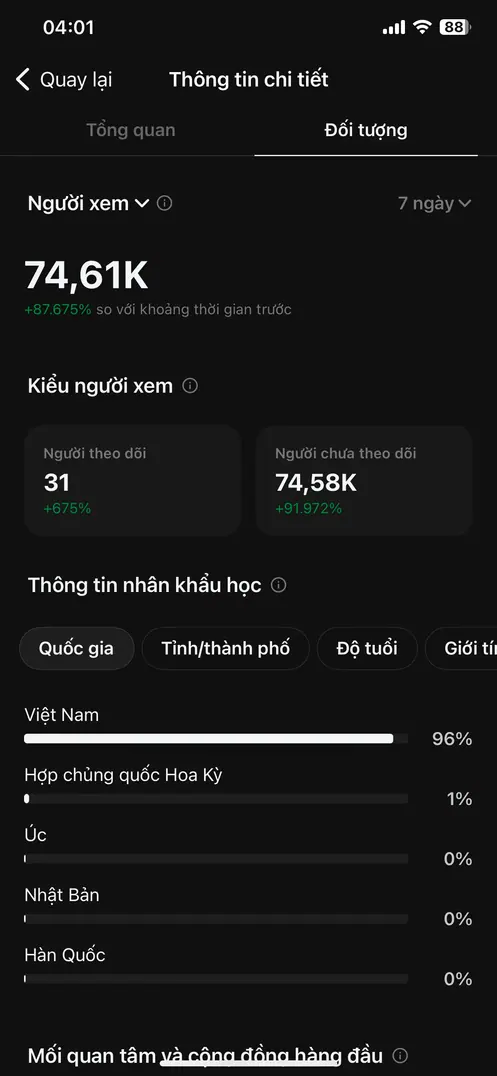 04:01
88
Quay lại
Thông tin chi tiết
Tổng quan
Đối tượng
Người xem
7 ngày
74,61K
+87.675% so với khoảng thời gian trước
Kiểu người xem
Người theo dõi
31
+675%
Người chưa theo dõi
74,58K
+91.972%
Thông tin nhân khẩu học
Quốc gia
Tỉnh/thành phố
Độ tuổi
Giới
Việt Nam
96%
Hợp chủng quốc Hoa Kỳ
1%
Úc
0%
Nhật Bản
0%
Hàn Quốc
0%
Mối quan tâm và cộng đồng hàng đầu